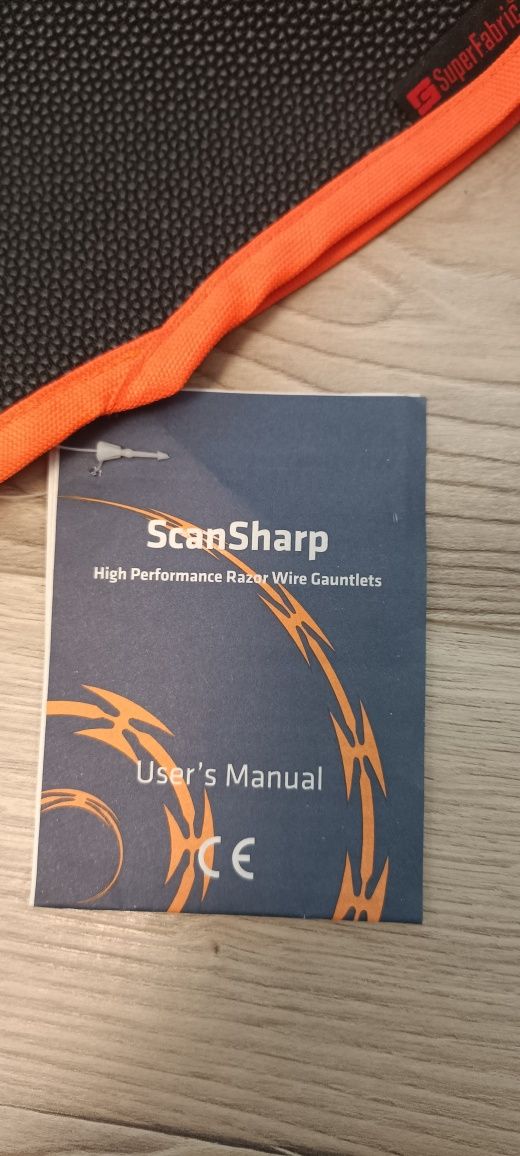 SuperFabric
ScanSharp
High Performance Razor Wire Gauntlets
User's Manual
CE